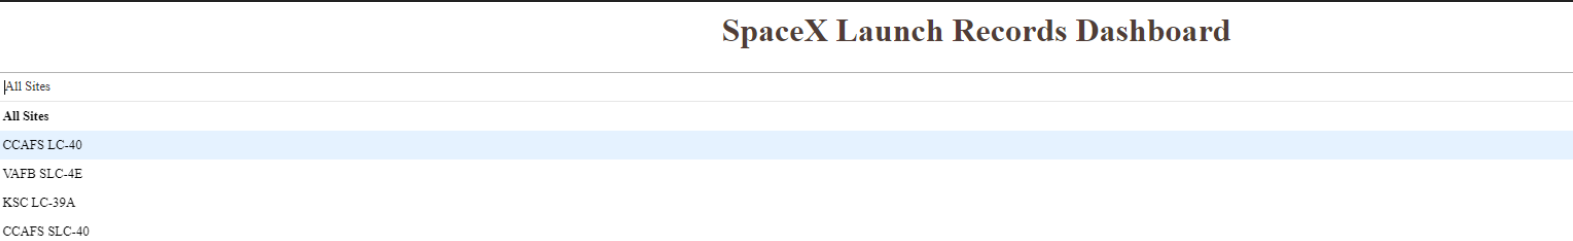 SpaceX Launch Records Dashboard
All Sites
All Sites
CCAFS LC-40
VAFB SLC-4E
KSC LC-39A
CCAFS SLC-40